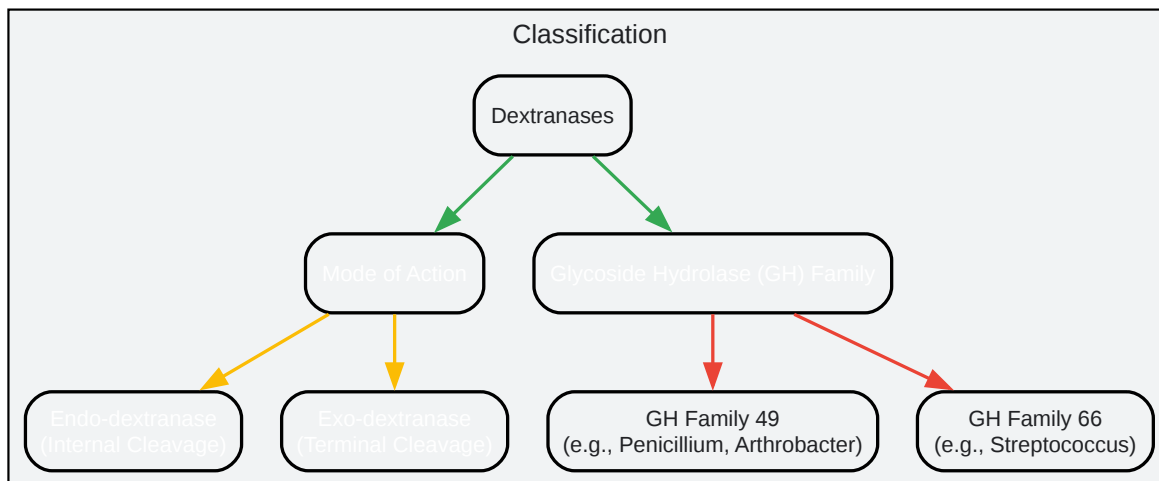 Classification
Dextranases
Mode of Action
Glycoside Hydrolase (GH) Family
Endo-dextranase
(Internal Cleavage)
Exo-dextranase
(Terminal Cleavage)
GH Family 49
(e.g., Penicillium, Arthrobacter)
GH Family 66
(e.g., Streptococcus)